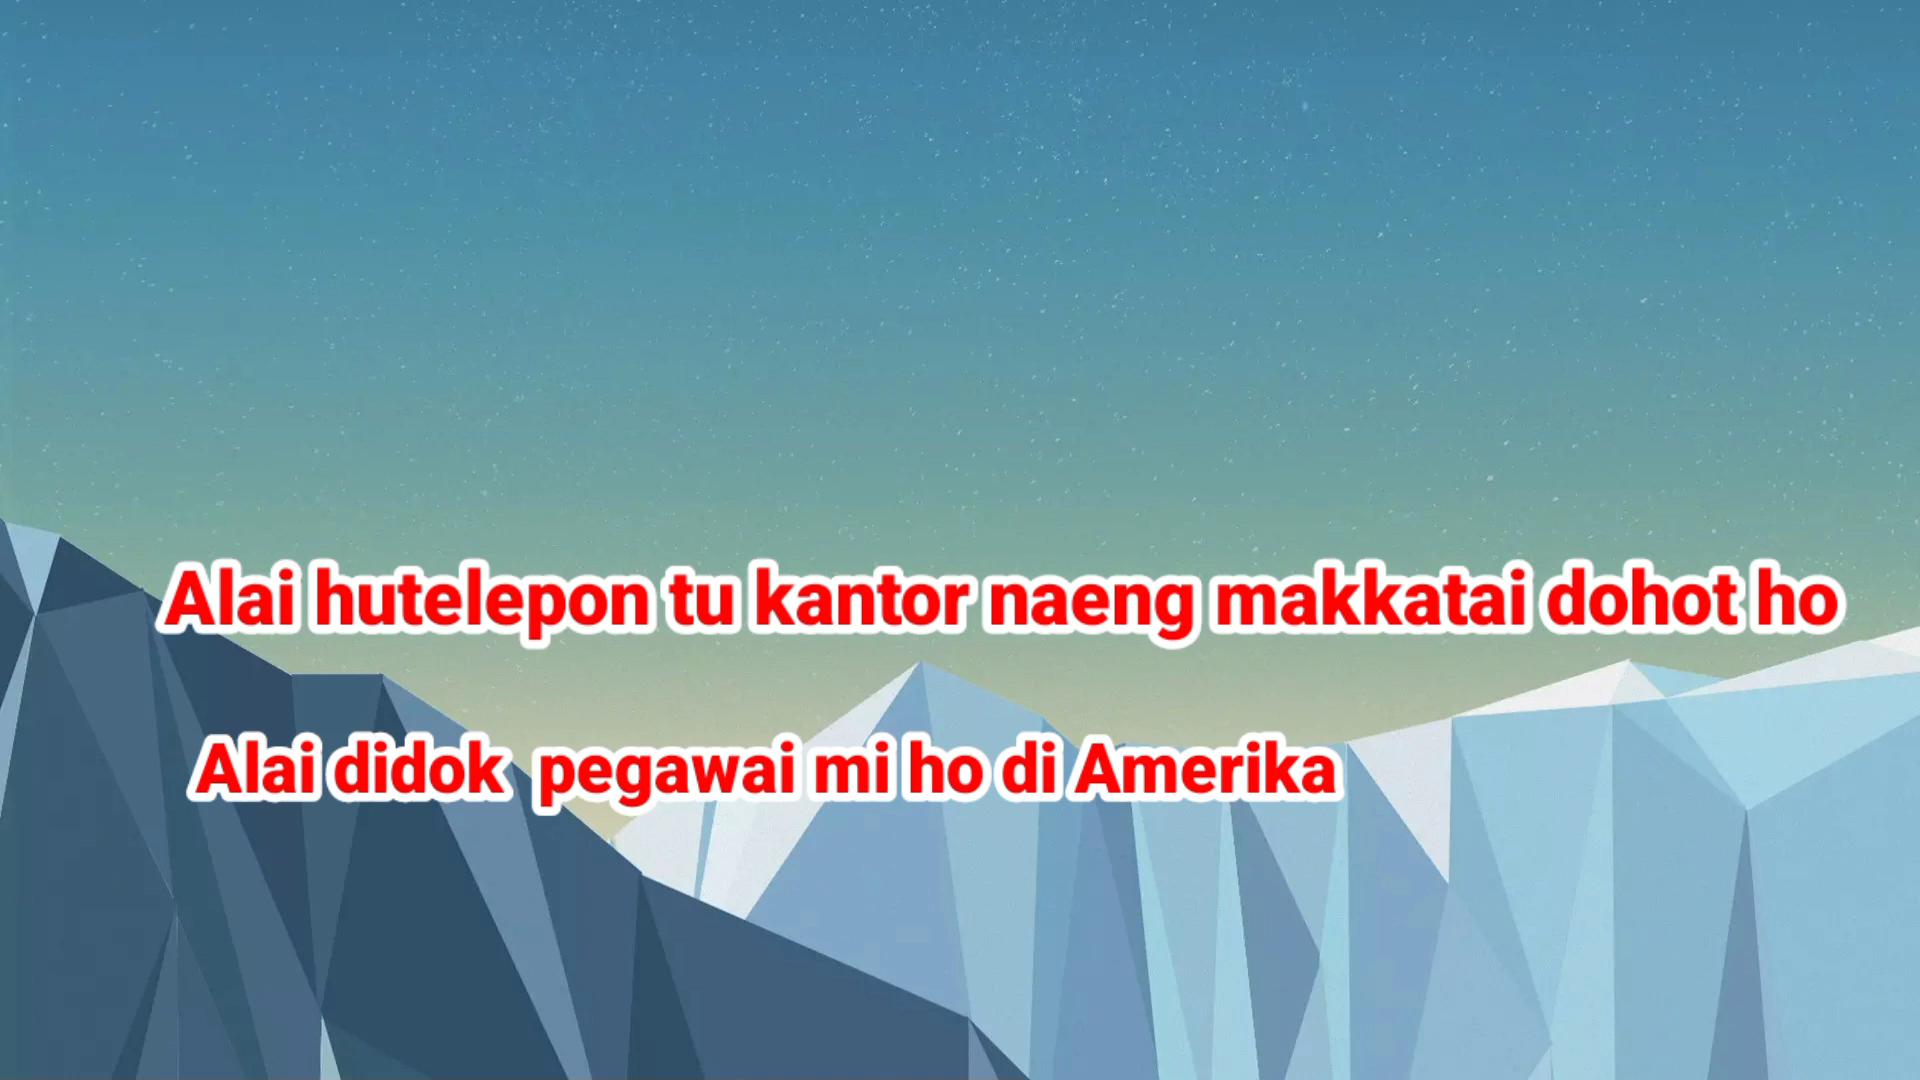 Alai hutelepon tu kantor naeng makkatai dohot ho
Alai didok pegawai mi ho di Amerika